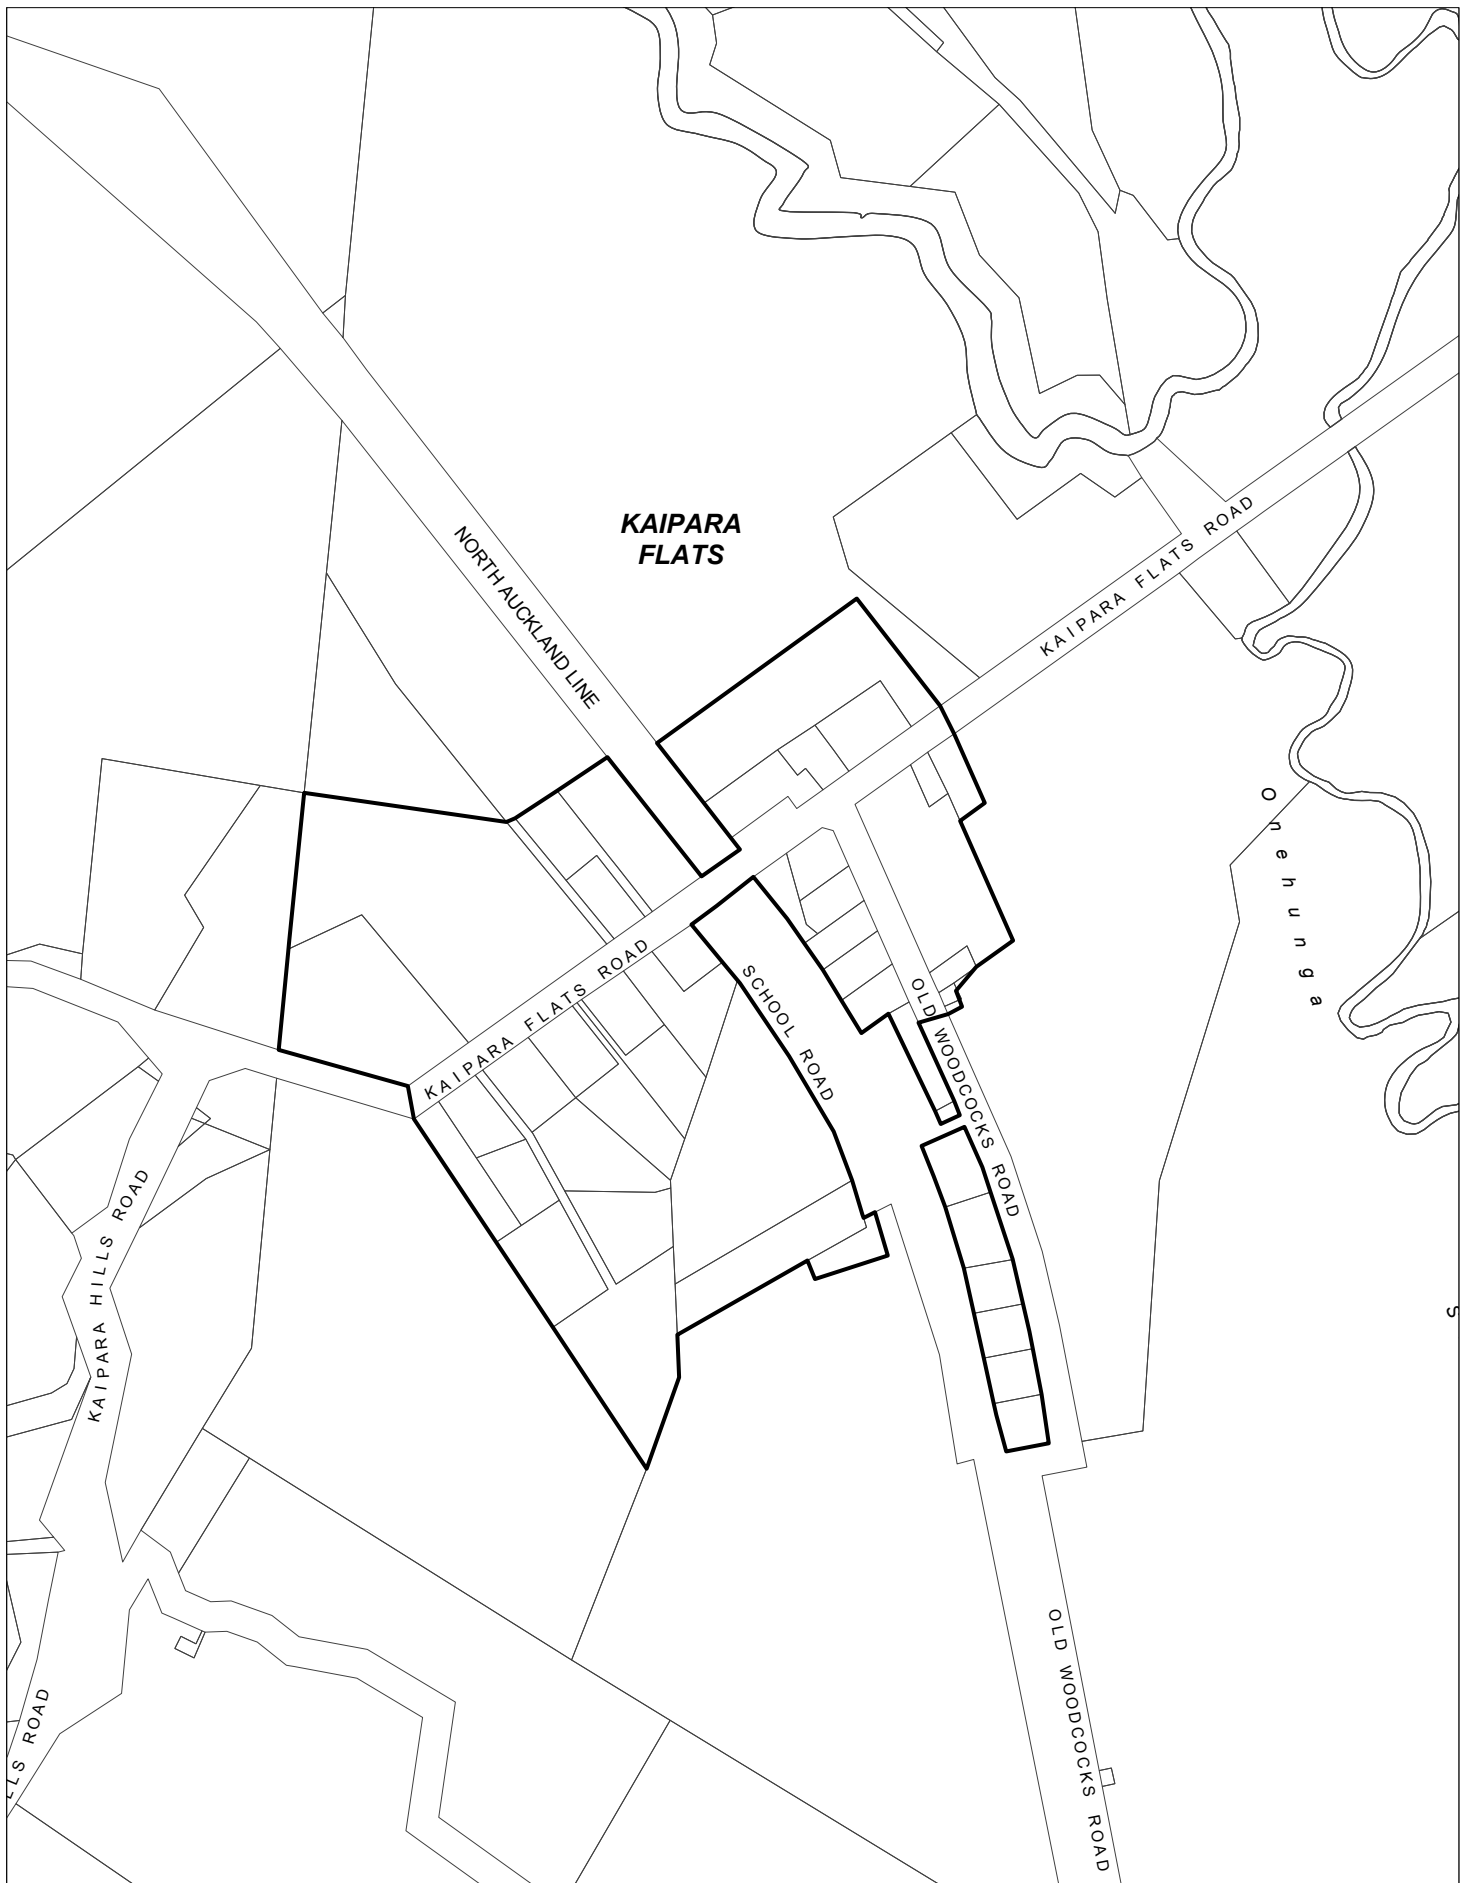 KAIPARA
FLATS
NORTH AUCKLAND LINE
KAIPARA FLATS ROAD
Onehunga
KAIPARA FLATS ROAD
SCHOOL ROAD
OLD WOODCOCKS ROAD
KAIPARA HILLS ROAD
S
OLD WOODCOCKS ROAD
LLS ROAD